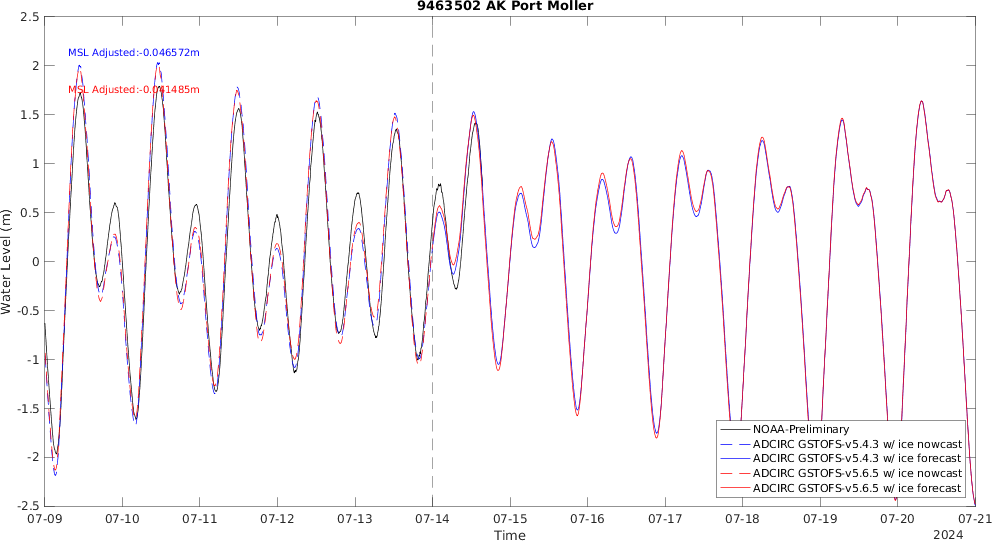 9463502 AK Port Moller
MSL Adjusted:-0.046572m
MSL Adjusted:-0.041485m
Water Level (m)
2.5
2
1.5
1
0.5
0
-0.5
-1
-1.5
-2
-2.5
NOAA-Preliminary
ADCIRC GSTOFS-v5.4.3 w/ ice nowcast
ADCIRC GSTOFS-v5.4.3 w/ ice forecast
ADCIRC GSTOFS-v5.6.5 w/ ice nowcast
ADCIRC GSTOFS-v5.6.5 w/ ice forecast
07-09 07-10 07-11 07-12 07-13 07-14 07-15 07-16 07-17 07-18 07-19 07-20 07-21
Time
2024